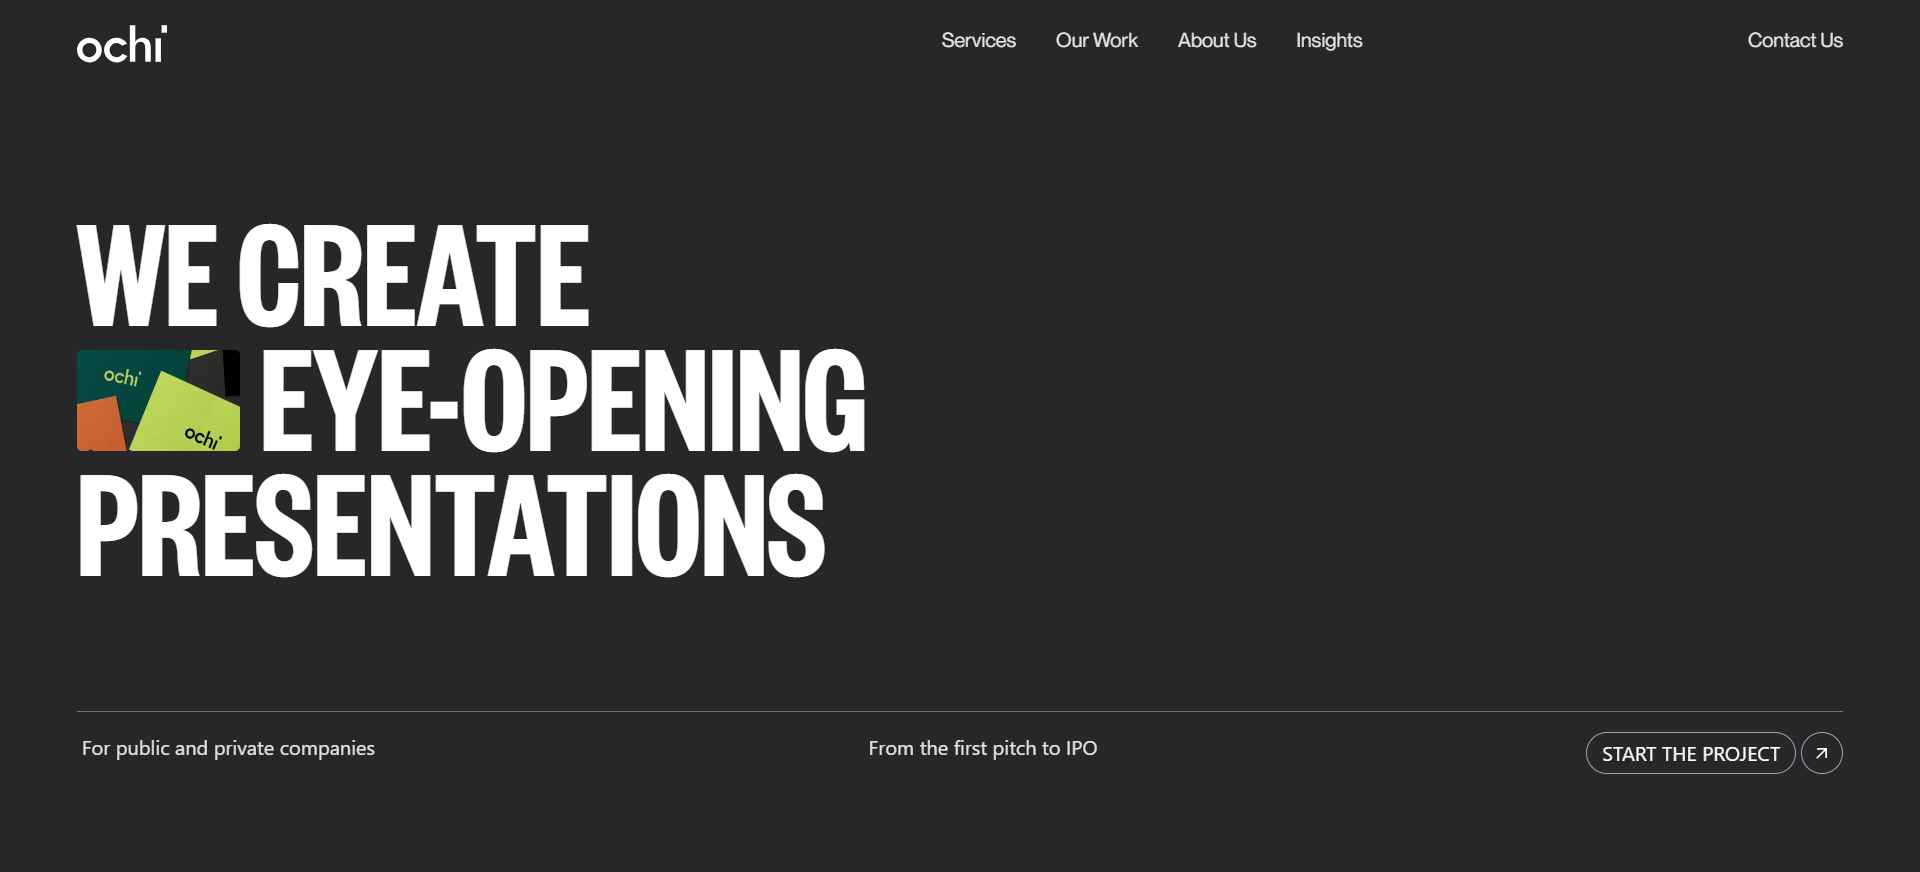 ochi
Services
Our Work
About Us
Insights
Contact Us
WE CREATE
ochi
ochi
EYE-OPENING
PRESENTATIONS
For public and private companies
From the first pitch to IPO
START THE PROJECT